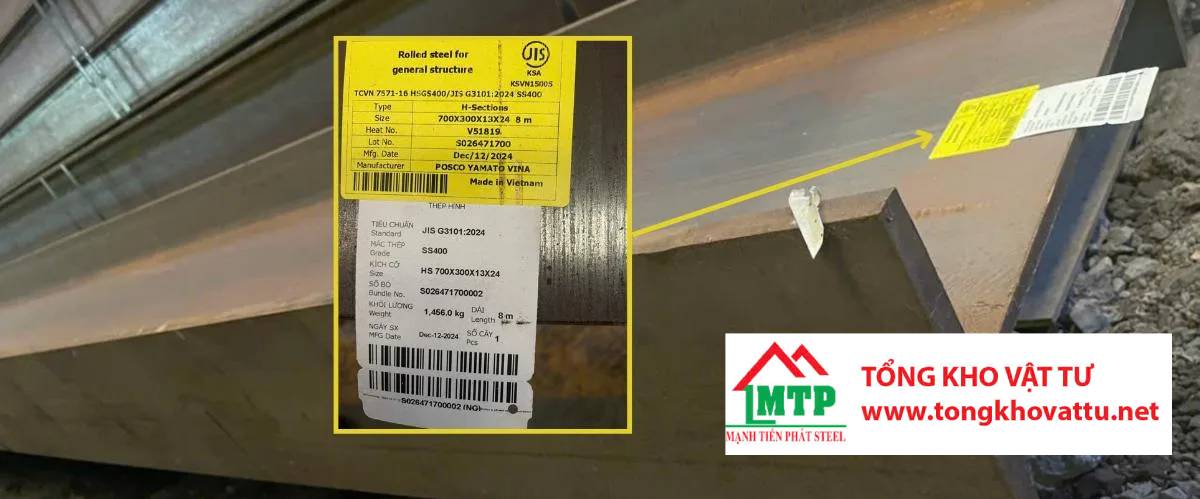 Rolled steel for
general structure
JIS
KSA
KSVN15005
TCVN 7571-16 HSGS400/JIS G3101:2024 SS400
Type H-Sections
Size 700X300X13X24 8 m
Heat No. V51819
Lot No. S026471700
Mfg. Date Dec/12/2024
Manufacturer POSCO YAMATO VINA
Made in Vietnam
THÉP HÌNH
TIÊU CHUẨN
Standard JIS G3101:2024
MÁC THÉP
Grade SS400
KÍCH CỠ
Size HS 700X300X13X24
SỐ BÓ
Bundle No. S026471700002
KHỐI LƯỢNG
Weight 1,456.0 kg
DÀI
Length 8 m
NGÀY SX
MFG Date Dec-12-2024
SỐ CÂY
Pcs 1
S026471700002 (NG)
MTP
MẠNH TIẾN PHÁT STEEL
TỔNG KHO VẬT TƯ
www.tongkhovattu.net